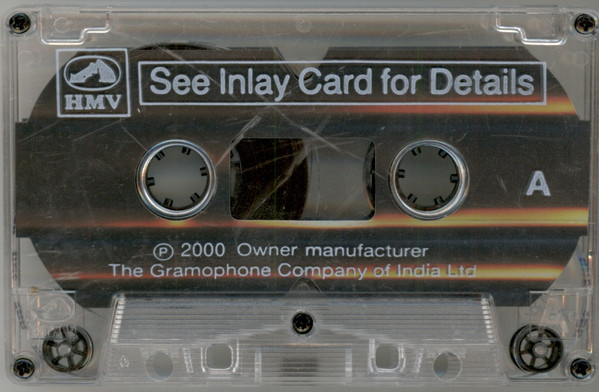 HMV
See Inlay Card for Details
A
℗ 2000 Owner manufacturer
The Gramophone Company of India Ltd